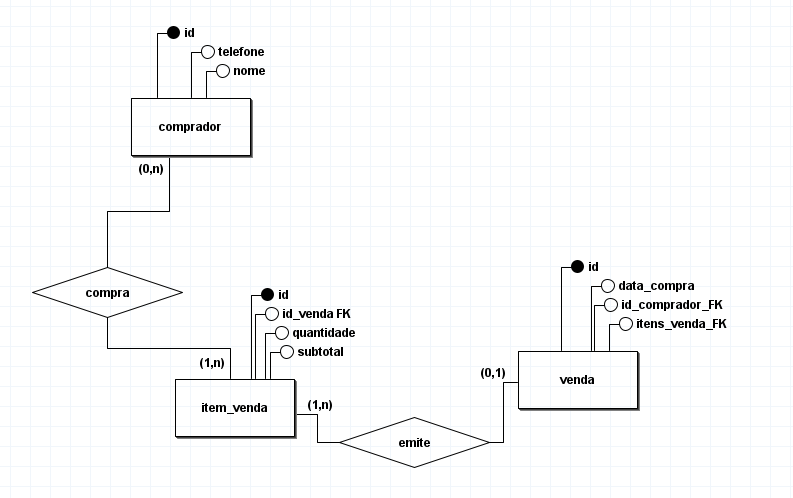 id
telefone
nome
comprador
(0,n)
compra
(1,n)
id
id_venda FK
quantidade
subtotal
item_venda
(1,n)
emite
(0,1)
id
data_compra
id_comprador_FK
itens_venda_FK
venda